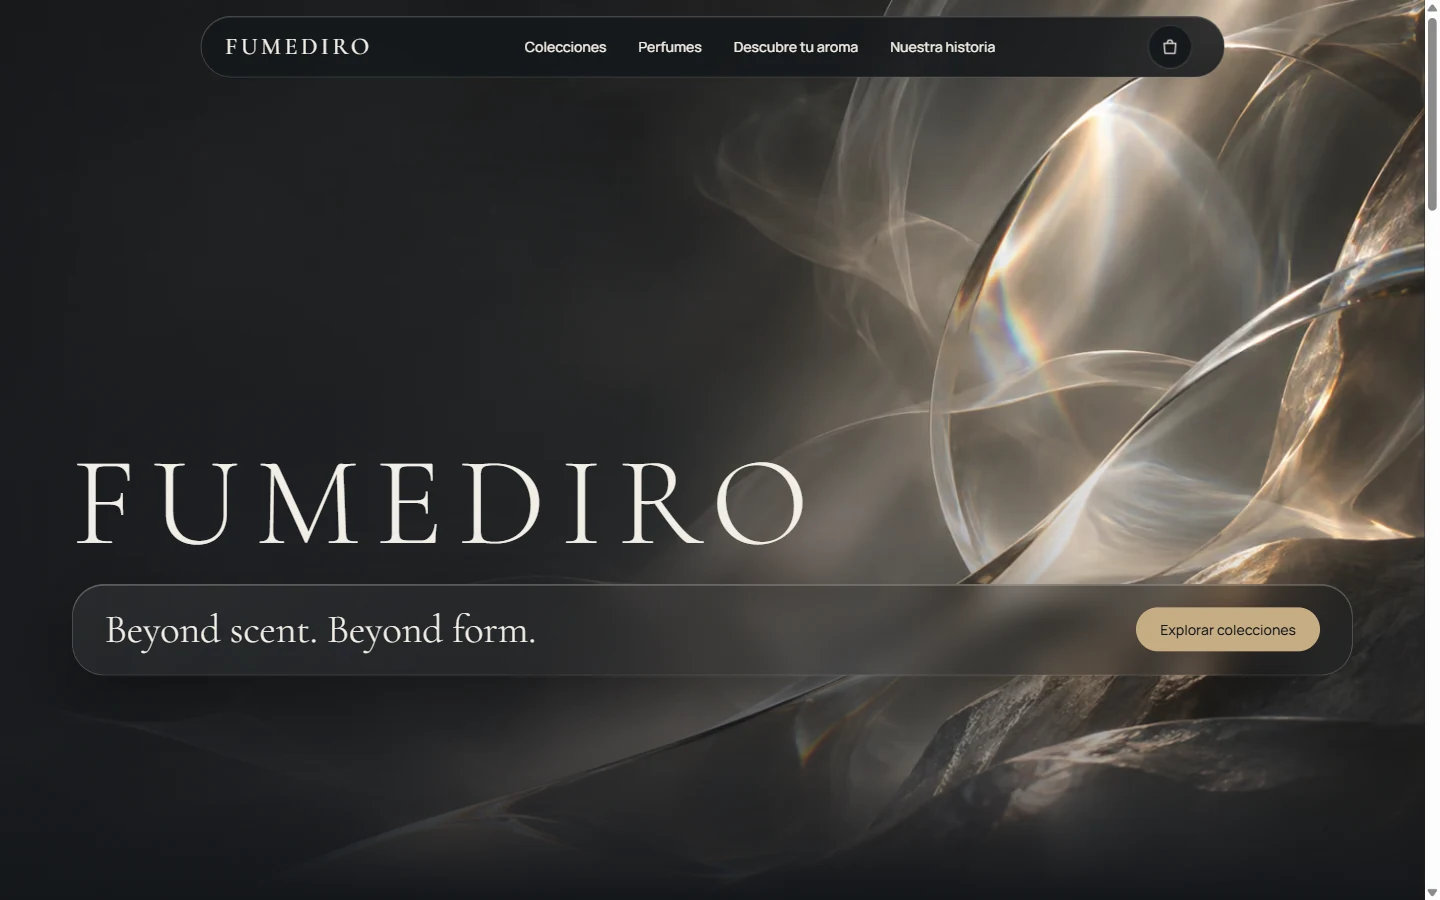 FUMEDIRO
Colecciones
Perfumes
Descubre tu aroma
Nuestra historia
FUMEDIRO
Beyond scent. Beyond form.
Explorar colecciones